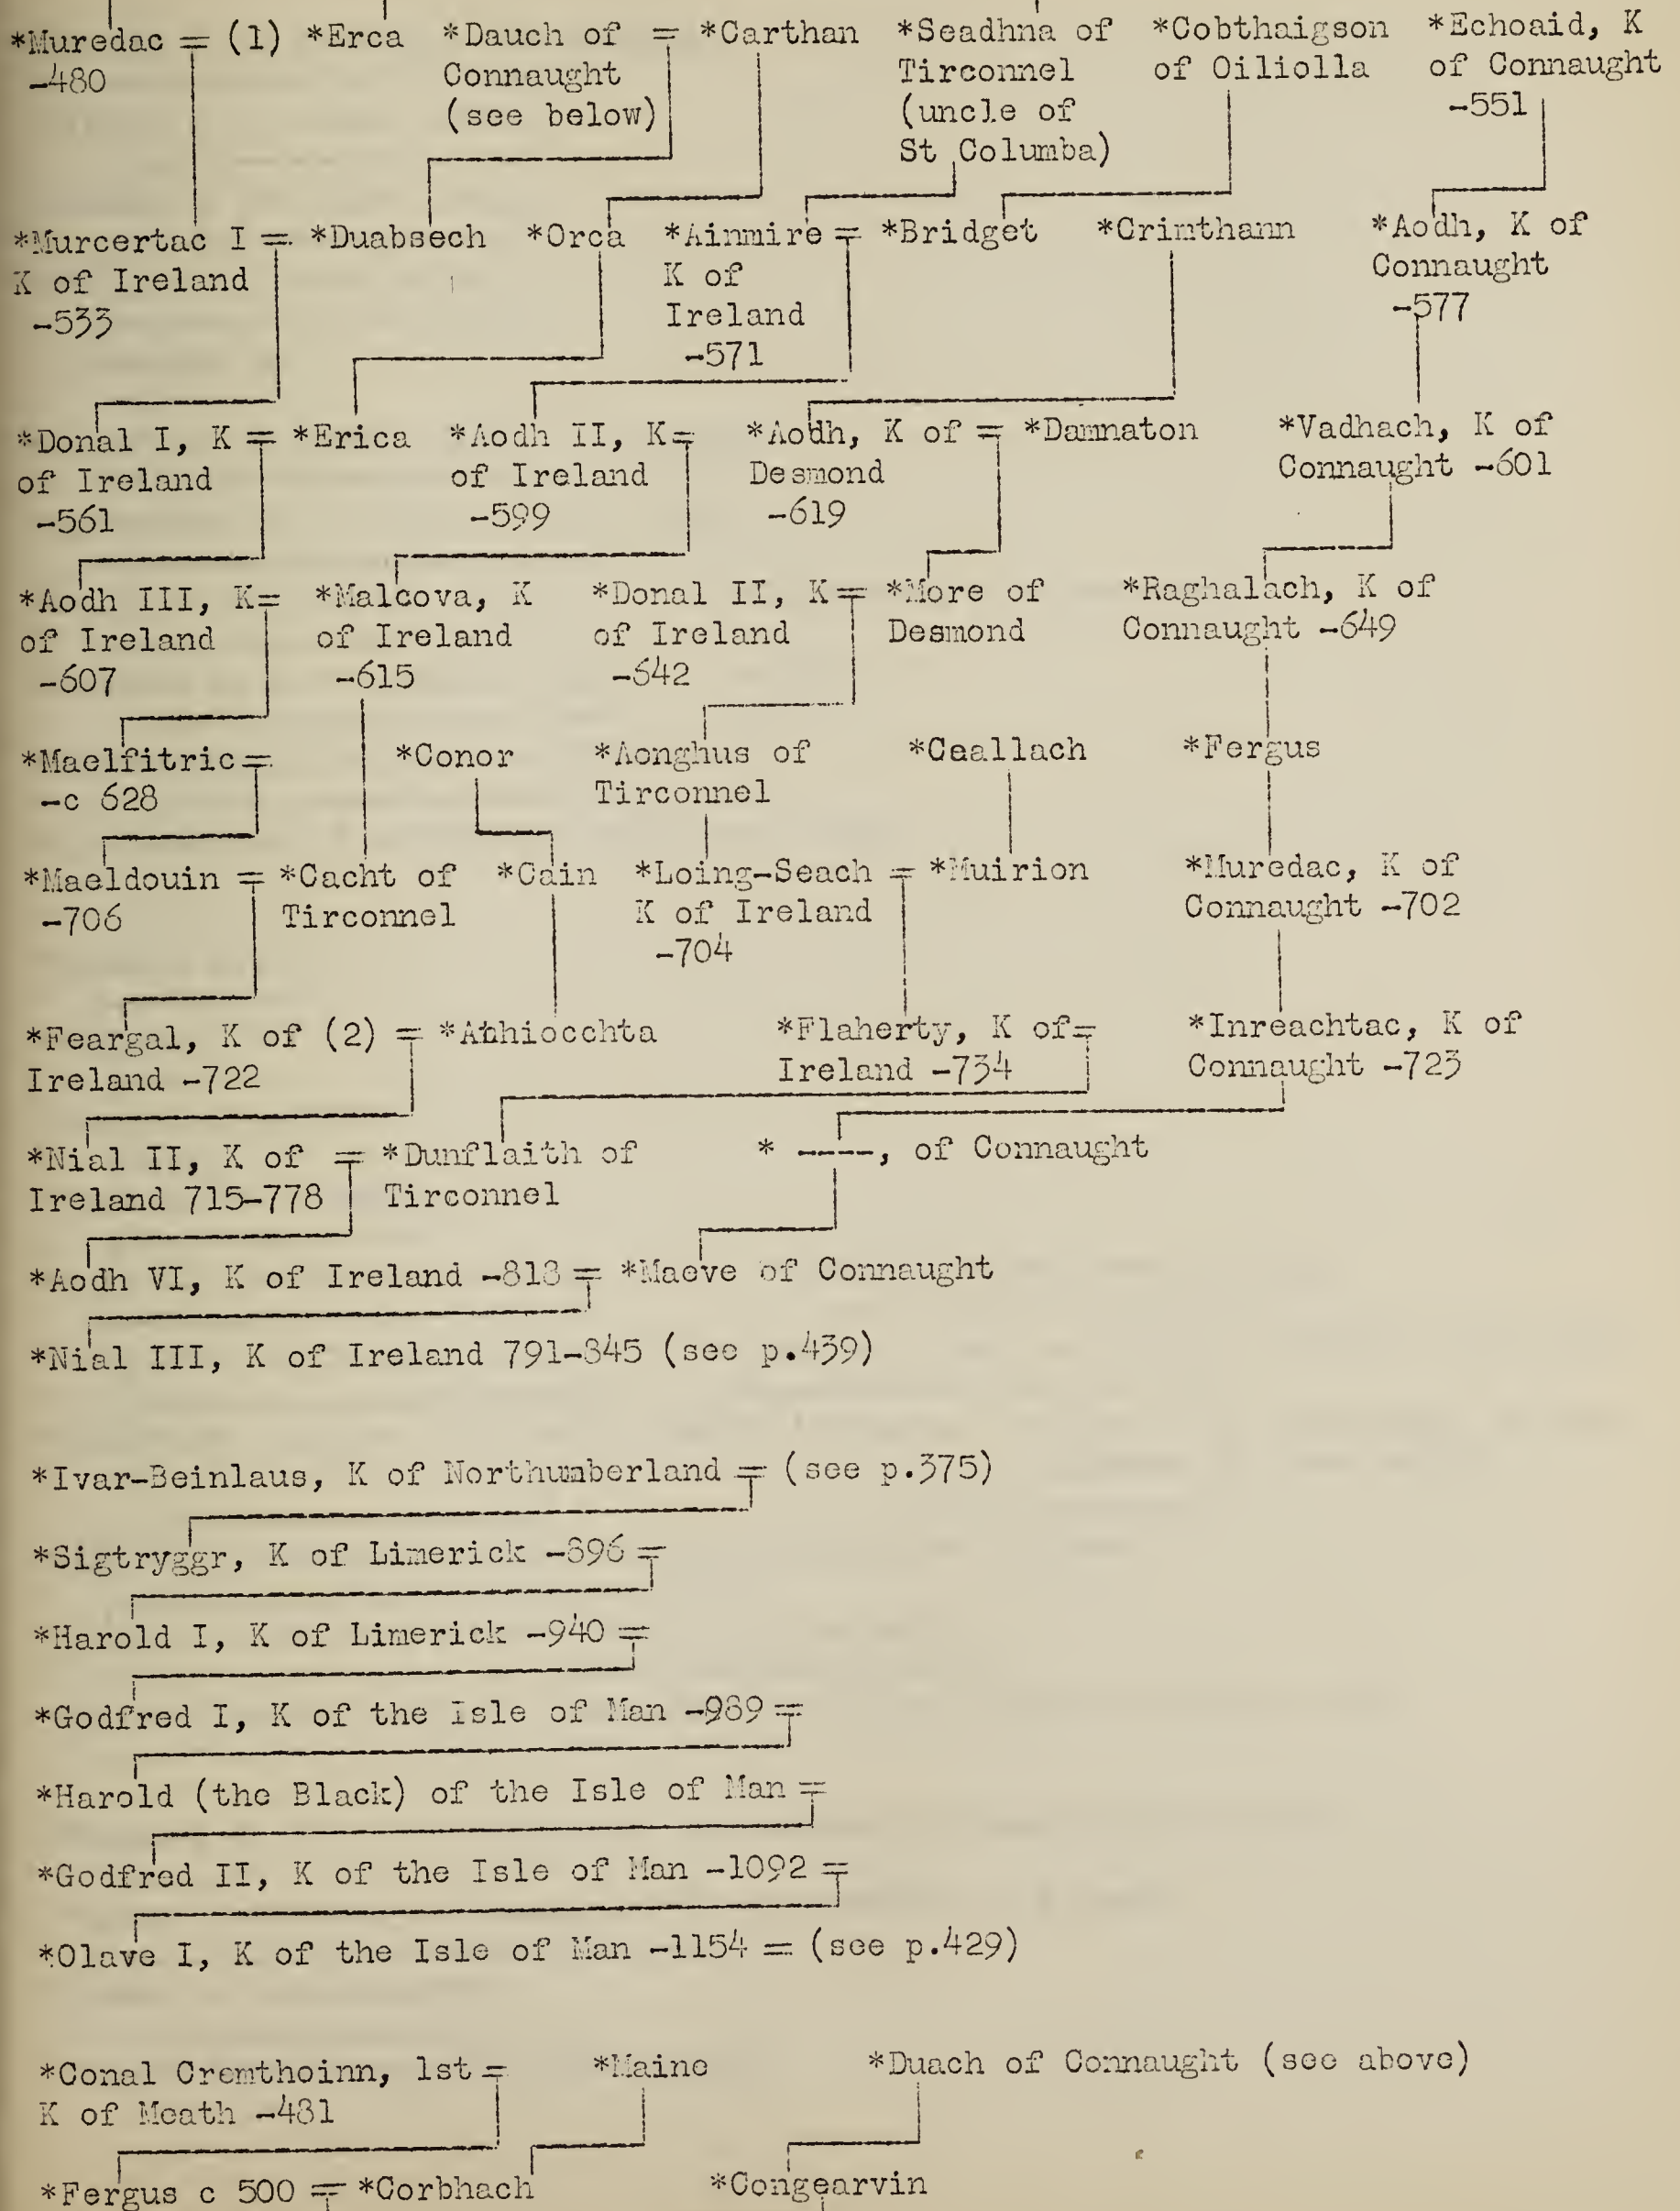 *Muredac = (1) *Erca *Dauch of = *Carthan *Seadhna of *Cobthaigson *Echoaid, K
-480 Connaught Tirconnel of Oiliolla of Connaught
(see below) (uncle of -551
St Columba)
*Murcertac I = *Duabsech *Orca *Ainmire = *Bridget *Crimthann *Aodh, K of
K of Ireland K of Connaught
-533 Ireland -577
-571
*Donal I, K = *Erica *Aodh II, K= *Aodh, K of = *Damnaton *Vadhach, K of
of Ireland of Ireland Desmond Connaught -601
-561 -599 -619
*Aodh III, K= *Malcova, K *Donal II, K= *More of *Raghalach, K of
of Ireland of Ireland of Ireland Desmond Connaught -649
-607 -615 -642
*Maelfitric= *Conor *Aonghus of *Ceallach *Fergus
-c 628 Tirconnel
*Maeldouin = *Cacht of *Cain *Loing-Seach = *Muirion *Muredac, K of
-706 Tirconnel K of Ireland Connaught -702
-704
*Feargal, K of (2) = *Athiocchta *Flaherty, K of= *Inreachtac, K of
Ireland -722 Ireland -734 Connaught -723
*Nial II, K of = *Dunflaith of * ----, of Connaught
Ireland 715-778 Tirconnel
*Aodh VI, K of Ireland -818 = *Maeve of Connaught
*Nial III, K of Ireland 791-845 (see p.439)
*Ivar-Beinlaus, K of Northumberland = (see p.375)
*Sigtryggr, K of Limerick -896 =
*Harold I, K of Limerick -940 =
*Godfred I, K of the Isle of Man -989 =
*Harold (the Black) of the Isle of Man =
*Godfred II, K of the Isle of Man -1092 =
*Olave I, K of the Isle of Man -1154 = (see p.429)
*Conal Cremthoinn, 1st = *Maine *Duach of Connaught (see above)
K of Meath -481
*Fergus c 500 = *Corbhach *Congearvin